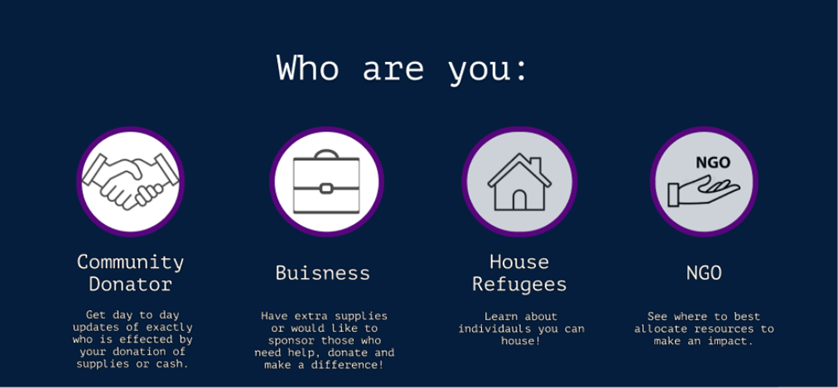 Who are you:
NGO
Community
Donator
Get day to day
updates of exactly
who is effected by
your donation of
supplies or cash.
Buisness
Have extra supplies
or would like to
sponsor those who
need help, donate and
make a difference!
House
Refugees
Learn about
individauls you can
house!
NGO
See where to best
allocate resources to
make an impact.